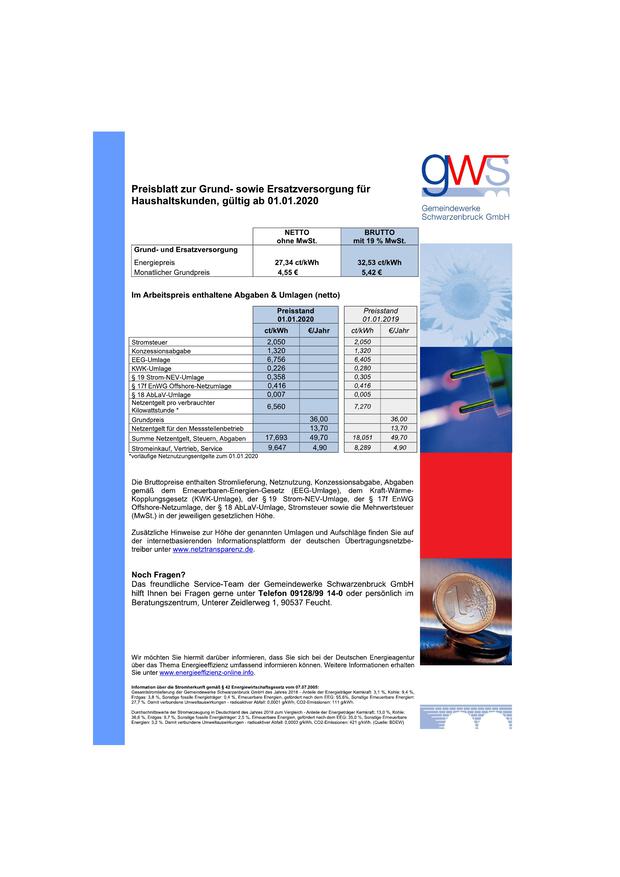 gws
Gemeindewerke
Schwarzenbruck GmbH
Preisblatt zur Grund- sowie Ersatzversorgung für
Haushaltskunden, gültig ab 01.01.2020
NETTO BRUTTO
ohne MwSt. mit 19 % MwSt.
Grund- und Ersatzversorgung
Energiepreis 27,34 ct/kWh 32,53 ct/kWh
Monatlicher Grundpreis 4,55 € 5,42 €
Im Arbeitspreis enthaltene Abgaben & Umlagen (netto)
Preisstand Preisstand
01.01.2020 01.01.2019
ct/kWh €/Jahr ct/kWh €/Jahr
Stromsteuer 2,050 2,050
Konzessionsabgabe 1,320 1,320
EEG-Umlage 6,756 6,405
KWK-Umlage 0,226 0,280
§ 19 Strom-NEV-Umlage 0,358 0,305
§ 17f EnWG Offshore-Netzumlage 0,416 0,416
§ 18 AbLaV-Umlage 0,007 0,005
Netzentgelt pro verbrauchter
Kilowattstunde * 6,560 7,270
Grundpreis 36,00 36,00
Netzentgelt für den Messstellenbetrieb 13,70 13,70
Summe Netzentgelt, Steuern, Abgaben 17,693 49,70 18,051 49,70
Stromeinkauf, Vertrieb, Service 9,647 4,90 8,289 4,90
*vorläufige Netznutzungsentgelte zum 01.01.2020
Die Bruttopreise enthalten Stromlieferung, Netznutzung, Konzessionsabgabe, Abgaben
gemäß dem Erneuerbaren-Energien-Gesetz (EEG-Umlage), dem Kraft-Wärme-
Kopplungsgesetz (KWK-Umlage), der § 19 Strom-NEV-Umlage, der § 17f EnWG
Offshore-Netzumlage, der § 18 AbLaV-Umlage, Stromsteuer sowie die Mehrwertsteuer
(MwSt.) in der jeweiligen gesetzlichen Höhe.
Zusätzliche Hinweise zur Höhe der genannten Umlagen und Aufschläge finden Sie auf
der internetbasierenden Informationsplattform der deutschen Übertragungsnetzbe-
treiber unter www.netztransparenz.de.
Noch Fragen?
Das freundliche Service-Team der Gemeindewerke Schwarzenbruck GmbH
hilft Ihnen bei Fragen gerne unter Telefon 09128/99 14-0 oder persönlich im
Beratungszentrum, Unterer Zeidlerweg 1, 90537 Feucht.
Wir möchten Sie hiermit darüber informieren, dass Sie sich bei der Deutschen Energieagentur
über das Thema Energieeffizienz umfassend informieren können. Weitere Informationen erhalten
Sie unter www.energieeffizienz-online.info.
Information über die Stromherkunft gemäß § 42 Energiewirtschaftsgesetz vom 07.07.2005:
Gesamtstromlieferung der Gemeindewerke Schwarzenbruck GmbH des Jahres 2018 - Anteile der Energieträger Kernkraft: 3,1 %, Kohle: 9,4 %,
Erdgas: 3,8 %, Sonstige fossile Energieträger: 0,4 %, Erneuerbare Energien, gefördert nach dem EEG: 55,6%, Sonstige Erneuerbare Energien:
27,7 %. Damit verbundene Umweltauswirkungen - radioaktiver Abfall: 0,0001 g/kWh, CO2-Emissionen: 111 g/kWh.
Durchschnittswerte der Stromerzeugung in Deutschland des Jahres 2018 zum Vergleich - Anteile der Energieträger Kernkraft: 13,0 %, Kohle:
36,6 %, Erdgas: 9,7 %, Sonstige fossile Energieträger: 2,5 %, Erneuerbare Energien, gefördert nach dem EEG: 35,0 %, Sonstige Erneuerbare
Energien: 3,2 %. Damit verbundene Umweltauswirkungen - radioaktiver Abfall: 0,0003 g/kWh, CO2-Emissionen: 421 g/kWh. (Quelle: BDEW)